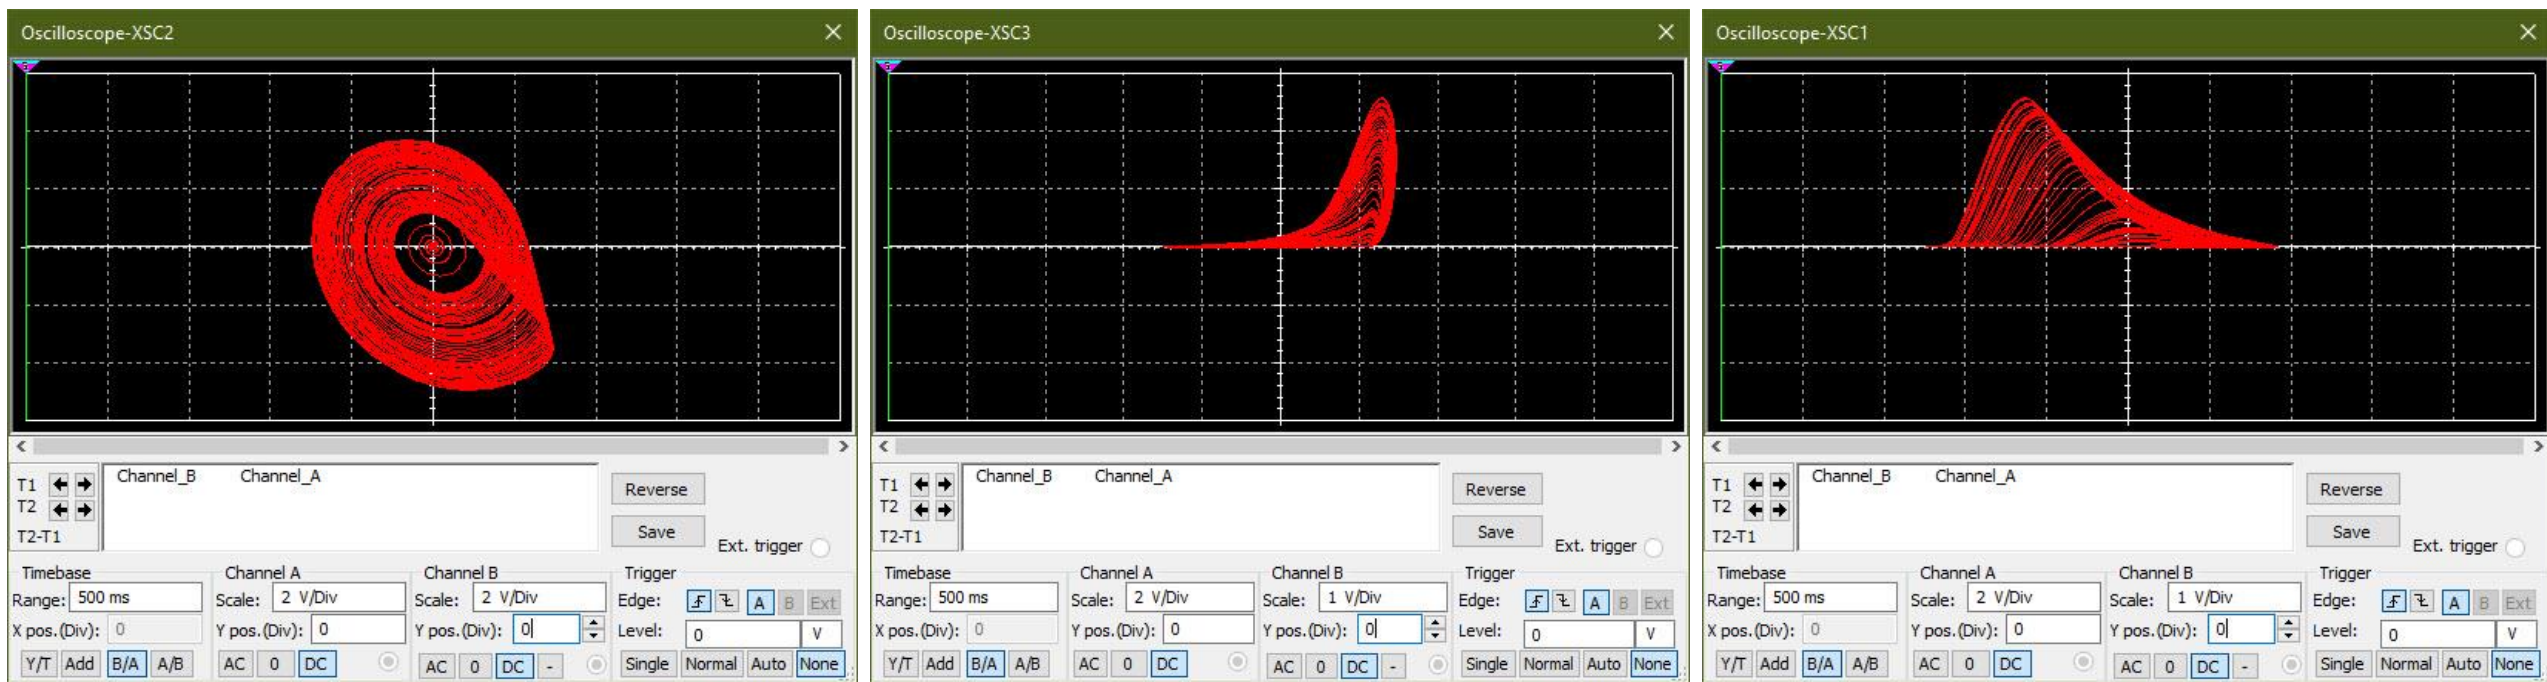 Oscilloscope-XSC2
Channel_B Channel_A
T1
T2
T2-T1
Reverse
Save
Ext. trigger
Timebase Channel A Channel B Trigger
Range: 500 ms Scale: 2 V/Div Scale: 2 V/Div Edge: A B Ext
X pos.(Div): 0 Y pos.(Div): 0 Y pos.(Div): 0 Level: 0 V
Y/T Add B/A A/B AC 0 DC AC 0 DC - Single Normal Auto None
Oscilloscope-XSC3
Channel_B Channel_A
T1
T2
T2-T1
Reverse
Save
Ext. trigger
Timebase Channel A Channel B Trigger
Range: 500 ms Scale: 2 V/Div Scale: 1 V/Div Edge: A B Ext
X pos.(Div): 0 Y pos.(Div): 0 Y pos.(Div): 0 Level: 0 V
Y/T Add B/A A/B AC 0 DC AC 0 DC - Single Normal Auto None
Oscilloscope-XSC1
Channel_B Channel_A
T1
T2
T2-T1
Reverse
Save
Ext. trigger
Timebase Channel A Channel B Trigger
Range: 500 ms Scale: 2 V/Div Scale: 1 V/Div Edge: A B Ext
X pos.(Div): 0 Y pos.(Div): 0 Y pos.(Div): 0 Level: 0 V
Y/T Add B/A A/B AC 0 DC AC 0 DC - Single Normal Auto None